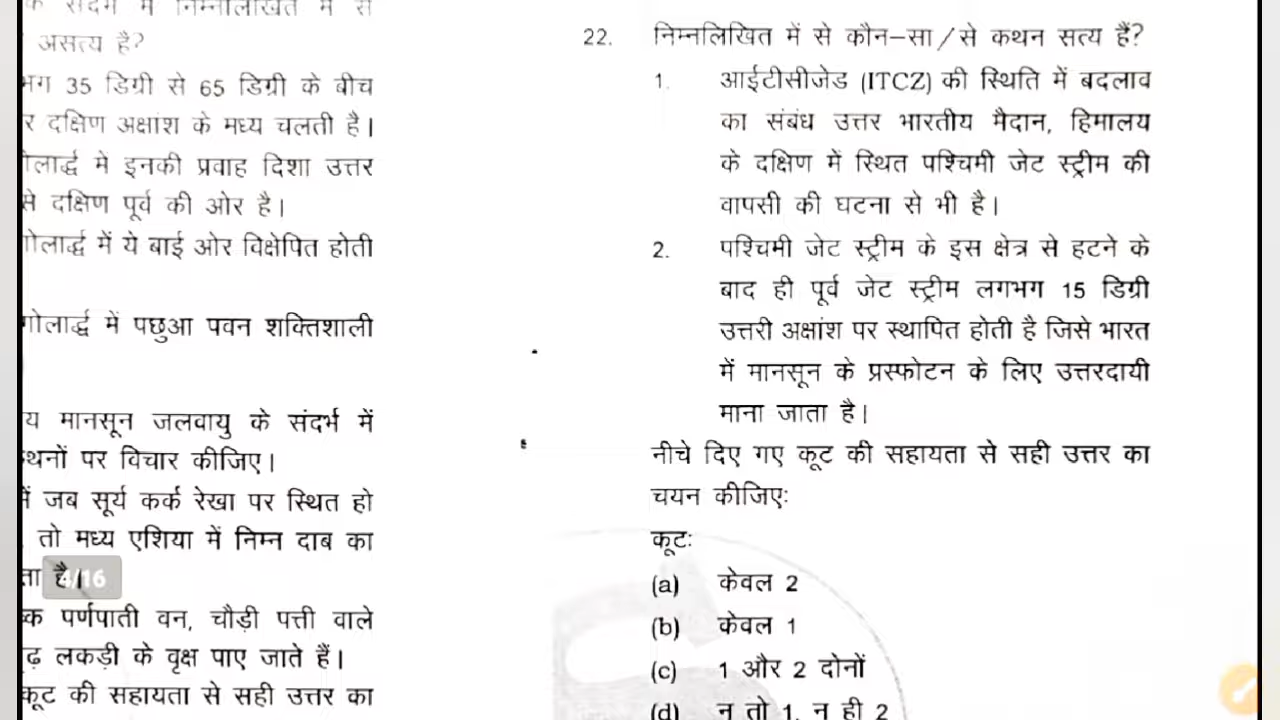 असत्य है?
35 डिग्री से 65 डिग्री के बीच
दक्षिण अक्षांश के मध्य चलती है।
में इनकी प्रवाह दिशा उत्तर
से दक्षिण पूर्व की ओर है।
में ये बाई ओर विक्षेपित होती
में पछुआ पवन शक्तिशाली
मानसून जलवायु के संदर्भ में
पर विचार कीजिए।
में जब सूर्य कर्क रेखा पर स्थित हो
तो मध्य एशिया में निम्न दाब का
है।
4/16
पर्णपाती वन, चौड़ी पत्ती वाले
लकड़ी के वृक्ष पाए जाते हैं।
कूट की सहायता से सही उत्तर का
22. निम्नलिखित में से कौन-सा/से कथन सत्य हैं?
1. आईटीसीजेड (ITCZ) की स्थिति में बदलाव
का संबंध उत्तर भारतीय मैदान, हिमालय
के दक्षिण में स्थित पश्चिमी जेट स्ट्रीम की
वापसी की घटना से भी है।
2. पश्चिमी जेट स्ट्रीम के इस क्षेत्र से हटने के
बाद ही पूर्व जेट स्ट्रीम लगभग 15 डिग्री
उत्तरी अक्षांश पर स्थापित होती है जिसे भारत
में मानसून के प्रस्फोटन के लिए उत्तरदायी
माना जाता है।
नीचे दिए गए कूट की सहायता से सही उत्तर का
चयन कीजिए:
कूट:
(a) केवल 2
(b) केवल 1
(c) 1 और 2 दोनों
(d) न तो 1, न ही 2